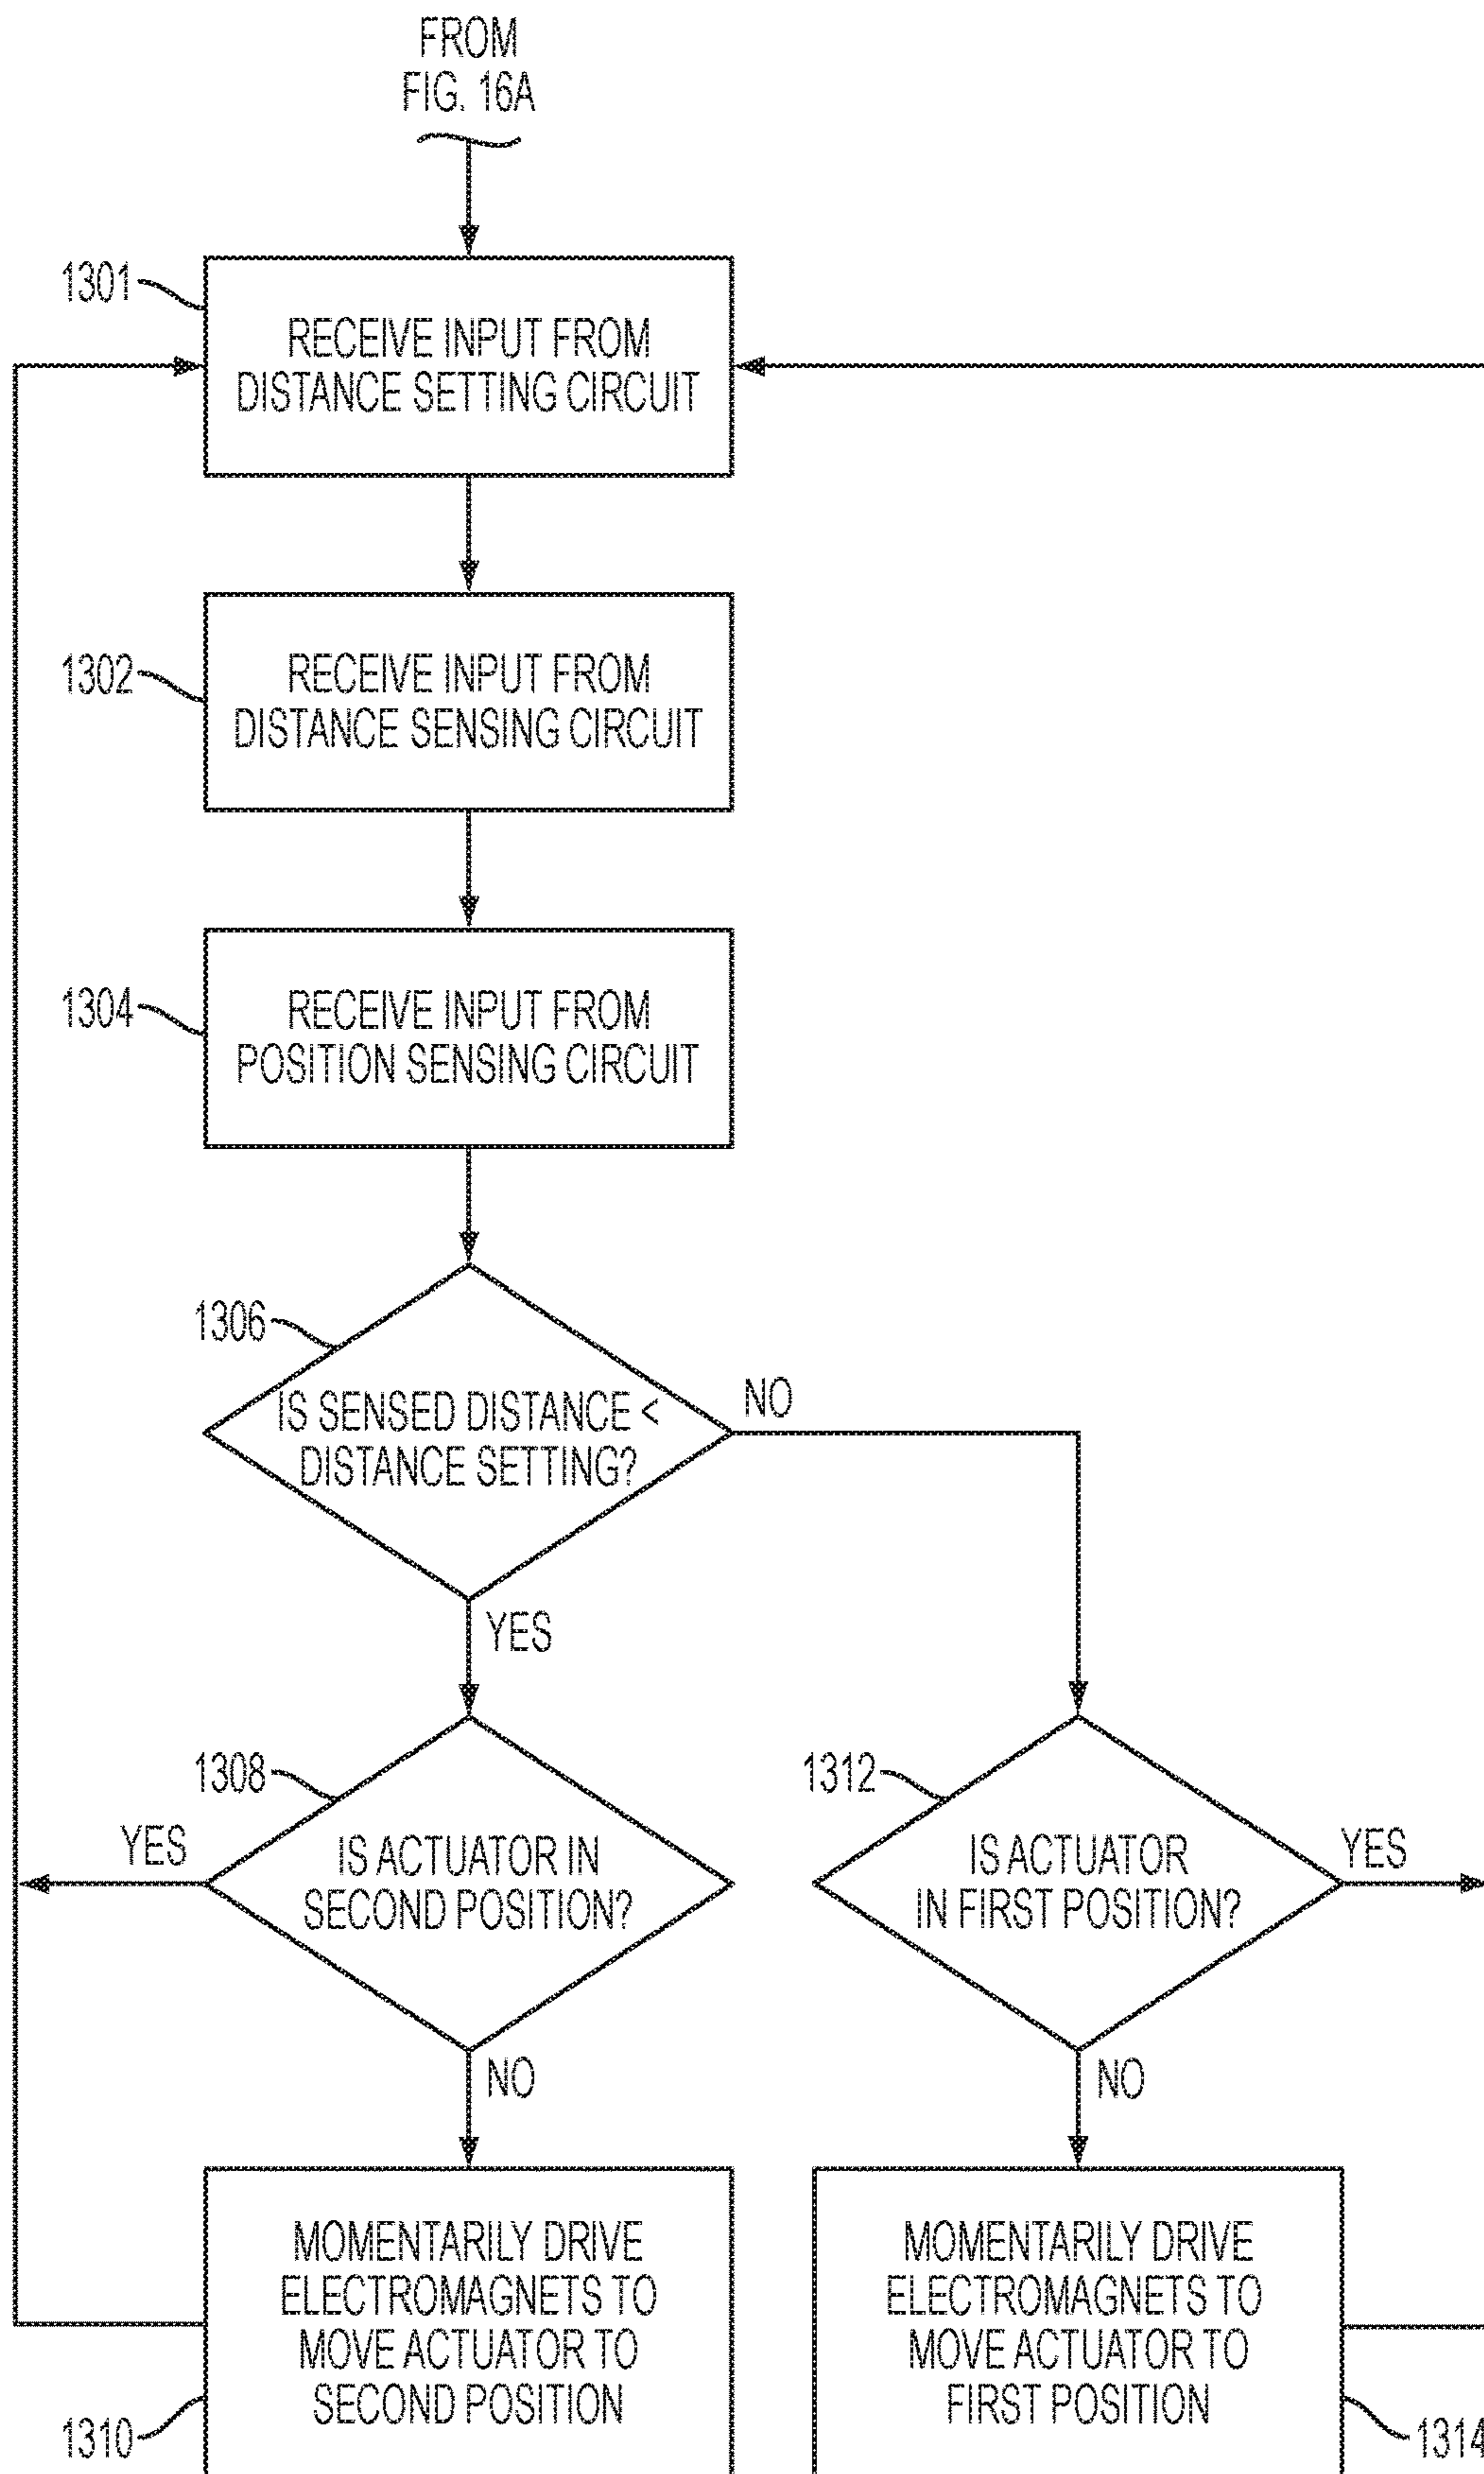 FROM
FIG. 16A
1301
RECEIVE INPUT FROM
DISTANCE SETTING CIRCUIT
1302
RECEIVE INPUT FROM
DISTANCE SENSING CIRCUIT
1304
RECEIVE INPUT FROM
POSITION SENSING CIRCUIT
1306
IS SENSED DISTANCE <
DISTANCE SETTING?
NO
YES
1308
IS ACTUATOR IN
SECOND POSITION?
YES
NO
1312
IS ACTUATOR
IN FIRST POSITION?
YES
NO
MOMENTARILY DRIVE
ELECTROMAGNETS TO
MOVE ACTUATOR TO
SECOND POSITION
1310
MOMENTARILY DRIVE
ELECTROMAGNETS TO
MOVE ACTUATOR TO
FIRST POSITION
1314